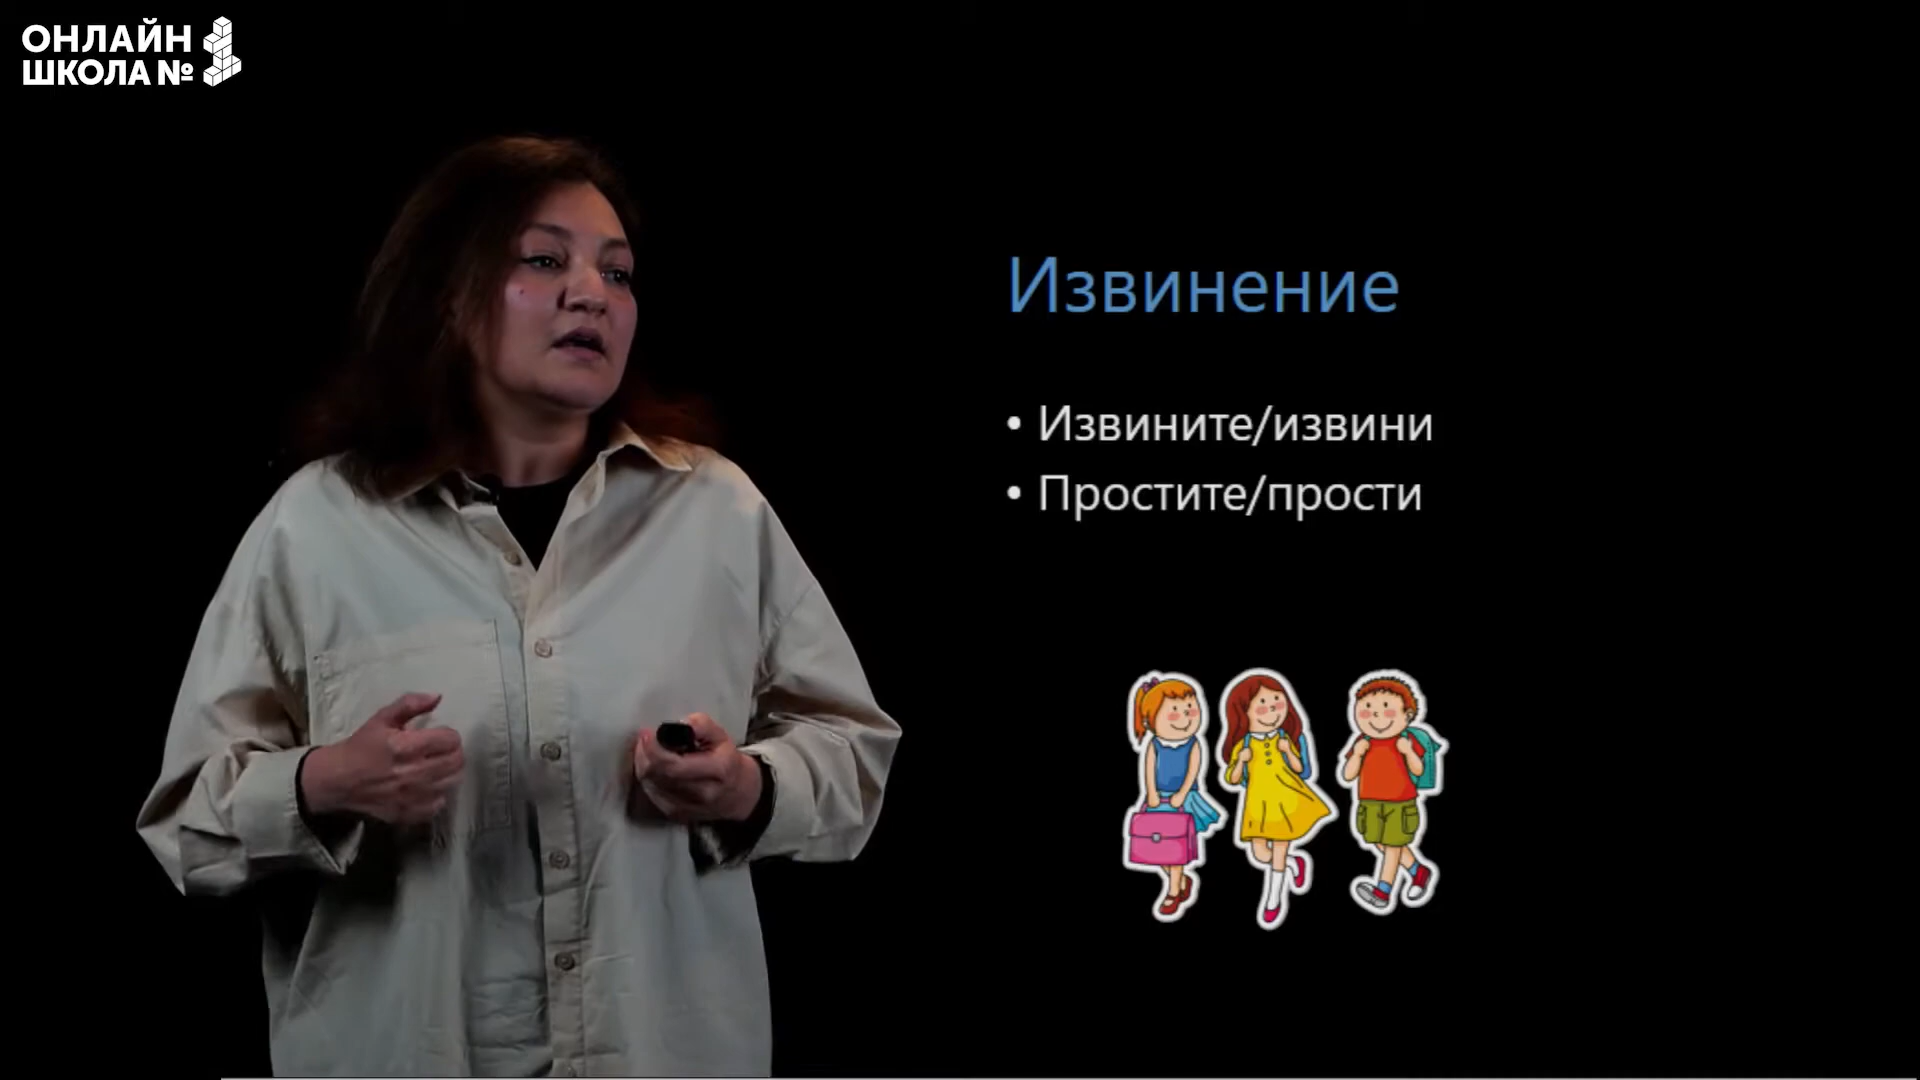 ОНЛАЙН
ШКОЛА №
Извинение
• Извините/извини
• Простите/прости